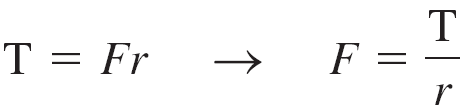 T = Fr → F = T/r